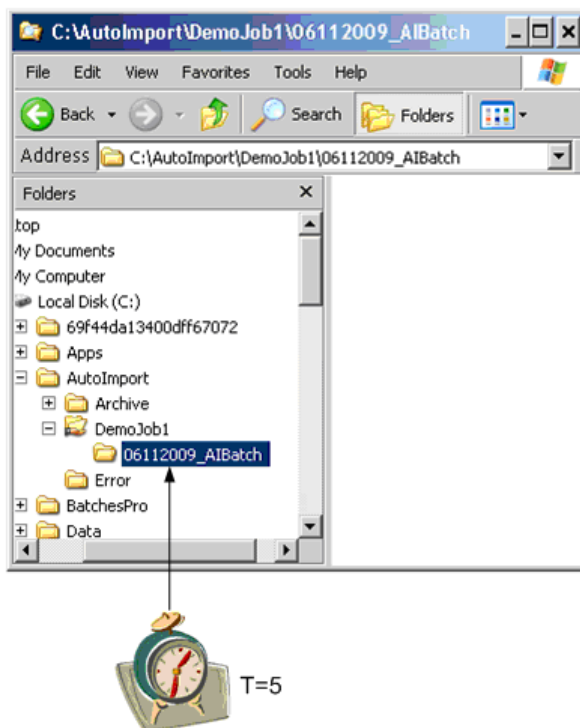 C:\AutoImport\DemoJob1\06112009_AIBatch
File Edit View Favorites Tools Help
Back Search Folders
Address C:\AutoImport\DemoJob1\06112009_AIBatch
Folders
top
My Documents
My Computer
Local Disk (C:)
69f44da13400dff67072
Apps
AutoImport
Archive
DemoJob1
06112009_AIBatch
Error
BatchesPro
Data
T=5